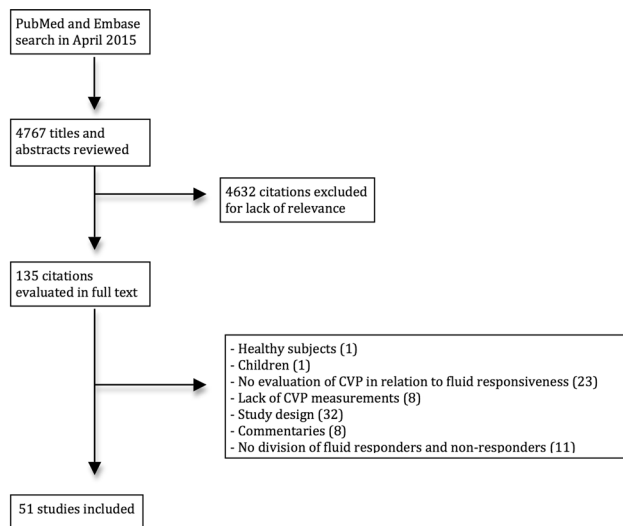 PubMed and Embase
search in April 2015
4767 titles and
abstracts reviewed
4632 citations excluded
for lack of relevance
135 citations
evaluated in full text
- Healthy subjects (1)
- Children (1)
- No evaluation of CVP in relation to fluid responsiveness (23)
- Lack of CVP measurements (8)
- Study design (32)
- Commentaries (8)
- No division of fluid responders and non-responders (11)
51 studies included